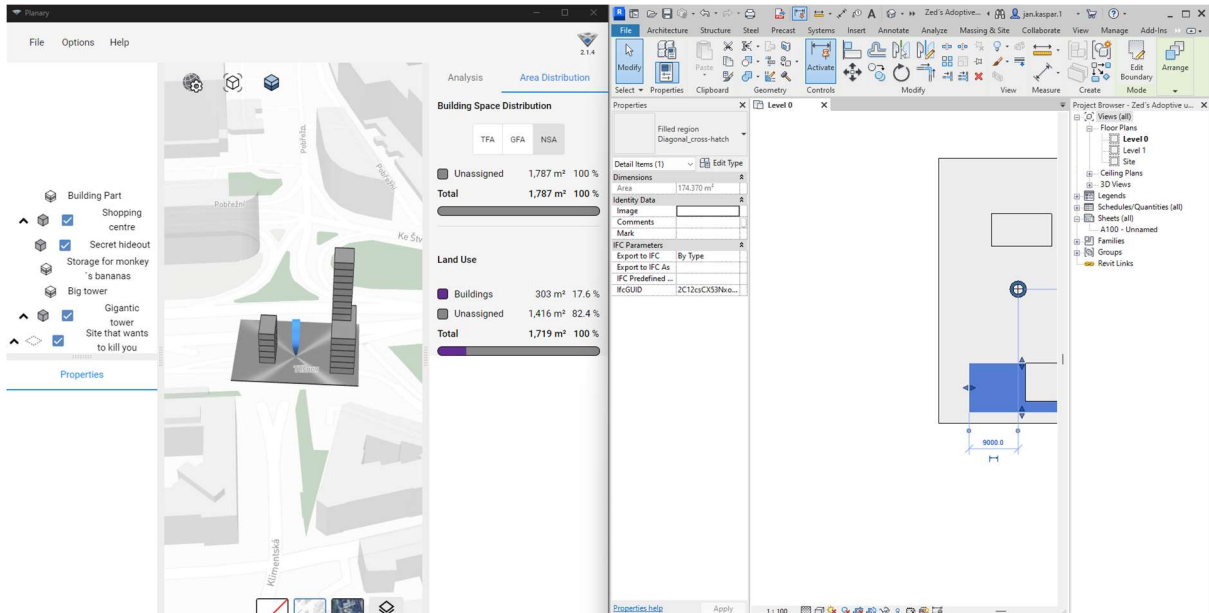 Planary
File Options Help
2.1.4
Building Part
Shopping
centre
Secret hideout
Storage for monkey
´s bananas
Big tower
Gigantic
tower
Site that wants
to kill you
Properties
Pobřežní
Pobřežní
Pobřežní
Ke Štv
Těšnov
Klimentská
Analysis Area Distribution
Building Space Distribution
TFA GFA NSA
Unassigned 1,787 m² 100 %
Total 1,787 m² 100 %
Land Use
Buildings 303 m² 17.6 %
Unassigned 1,416 m² 82.4 %
Total 1,719 m² 100 %
Zed's Adoptive... jan.kaspar.1
File Architecture Structure Steel Precast Systems Insert Annotate Analyze Massing & Site Collaborate View Manage Add-Ins
Modify Paste Activate Edit Boundary Arrange
Select Properties Clipboard Geometry Controls Modify View Measure Create Mode
Properties
Filled region
Diagonal_cross-hatch
Detail Items (1) Edit Type
Dimensions
Area 174.370 m²
Identity Data
Image
Comments
Mark
IFC Parameters
Export to IFC By Type
Export to IFC As
IFC Predefined ...
IfcGUID 2C12csCX53Nxo...
Properties help Apply
Level 0
9000.0
1 : 100
Project Browser - Zed's Adoptive u...
Views (all)
Floor Plans
Level 0
Level 1
Site
Ceiling Plans
3D Views
Legends
Schedules/Quantities (all)
Sheets (all)
A100 - Unnamed
Families
Groups
Revit Links